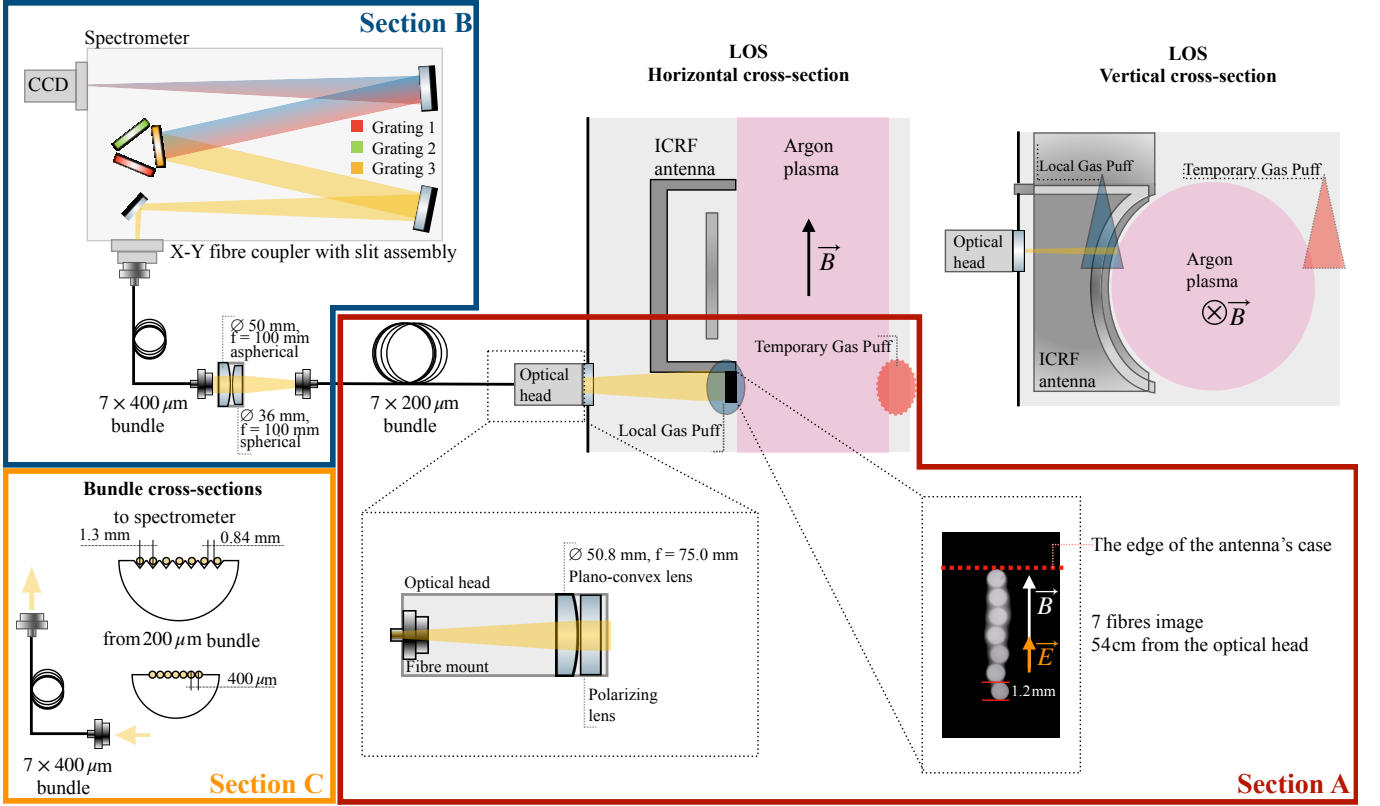 Section B
Spectrometer
CCD
Grating 1
Grating 2
Grating 3
X-Y fibre coupler with slit assembly
∅ 50 mm,
f = 100 mm
aspherical
7 × 400 μm
bundle
∅ 36 mm,
f = 100 mm
spherical
7 × 200 μm
bundle
LOS
Horizontal cross-section
ICRF
antenna
Argon
plasma
B
Temporary Gas Puff
Optical
head
Local Gas Puff
LOS
Vertical cross-section
Local Gas Puff
Temporary Gas Puff
Optical
head
Argon
plasma
⊗B
ICRF
antenna
Bundle cross-sections
to spectrometer
1.3 mm
0.84 mm
from 200 μm bundle
400 μm
7 × 400 μm
bundle
Section C
∅ 50.8 mm, f = 75.0 mm
Plano-convex lens
Optical head
Fibre mount
Polarizing
lens
The edge of the antenna's case
B
E
7 fibres image
54cm from the optical head
1.2mm
Section A